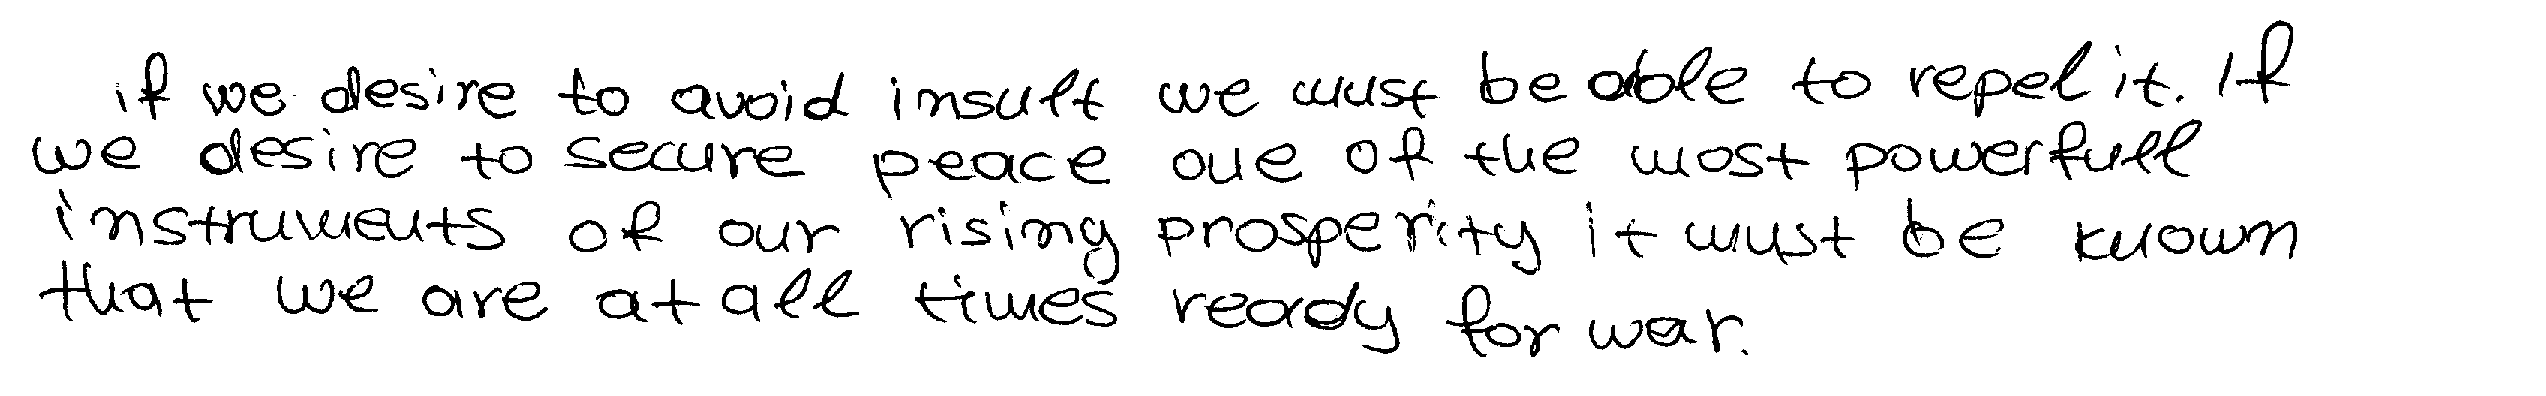 if we desire to avoid insult we must be able to repel it. If
we desire to secure peace one of the most powerfull
instruments of our rising prosperity it must be known
that we are at all times ready for war.